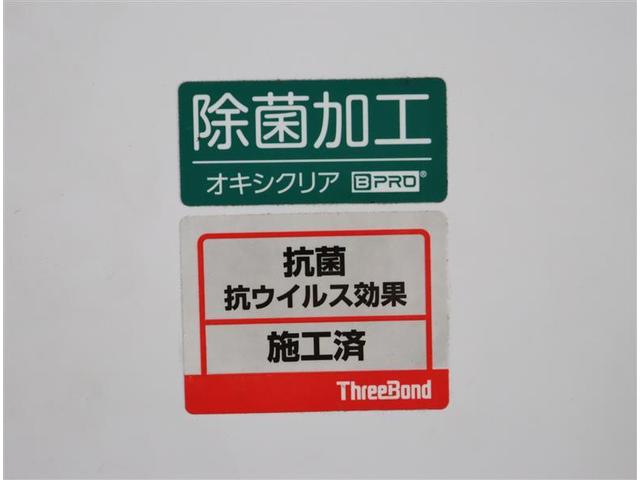 除菌加工
オキシクリア BPRO®
抗菌
抗ウイルス効果
施工済
ThreeBond